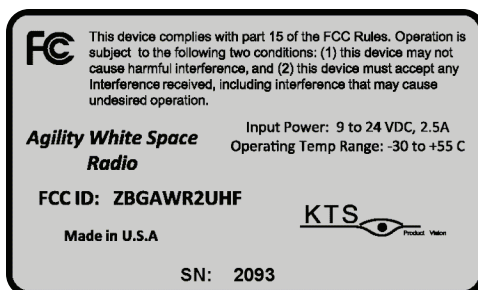 FC This device complies with part 15 of the FCC Rules. Operation is
subject to the following two conditions: (1) this device may not
cause harmful interference, and (2) this device must accept any
Interference received, including interference that may cause
undesired operation.
Agility White Space
Radio
Input Power: 9 to 24 VDC, 2.5A
Operating Temp Range: -30 to +55 C
FCC ID: ZBGAWR2UHF
Made in U.S.A
KTS
Product Vision
SN: 2093